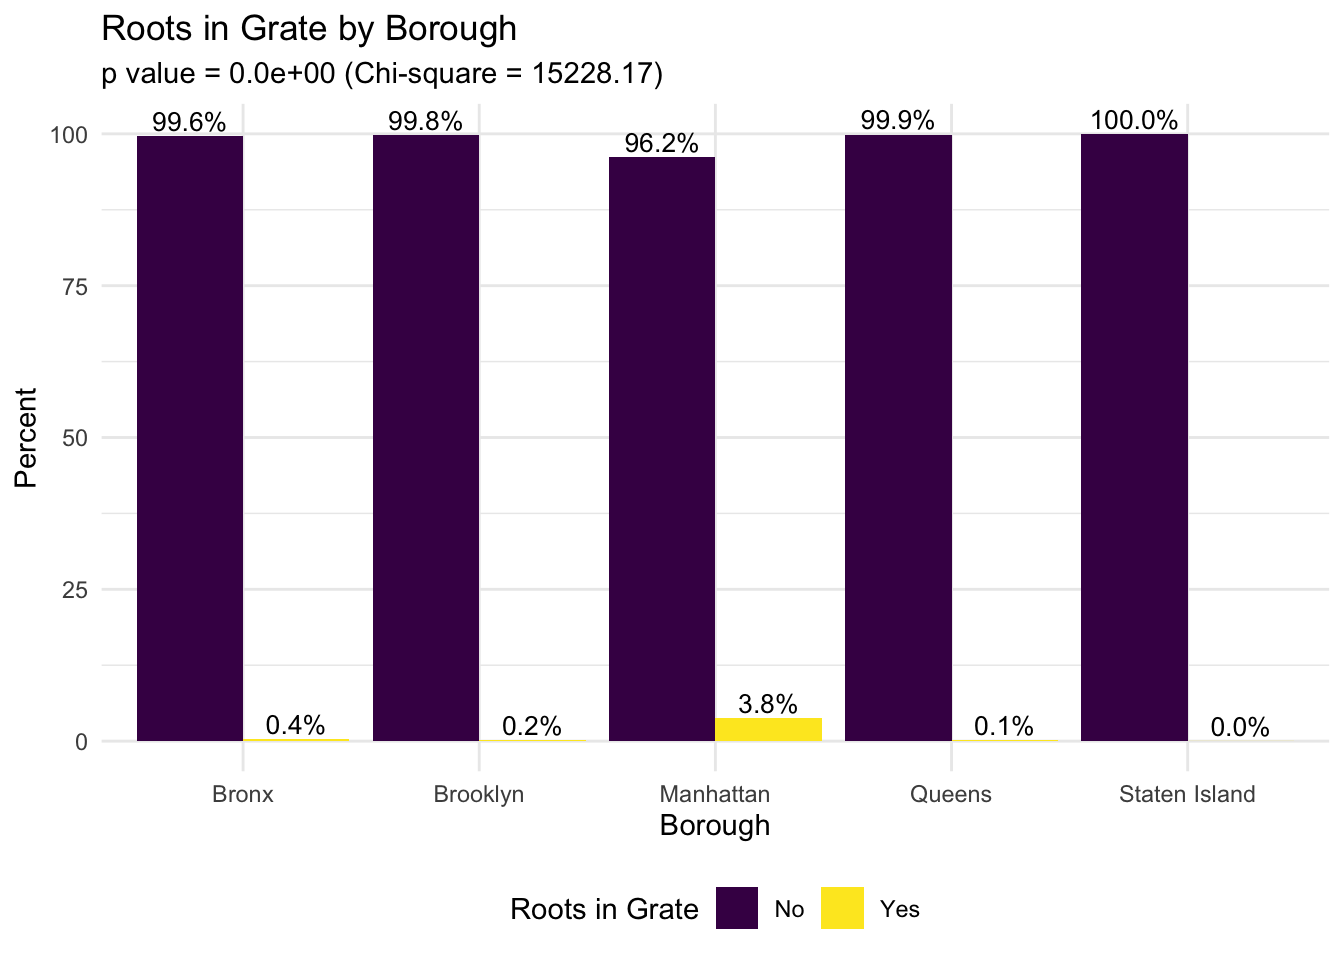 Roots in Grate by Borough
p value = 0.0e+00 (Chi-square = 15228.17)
99.6% 99.8% 96.2% 99.9% 100.0%
100
75
Percent
50
25
0.4% 0.2% 3.8% 0.1% 0.0%
0
Bronx Brooklyn Manhattan Queens Staten Island
Borough
Roots in Grate No Yes